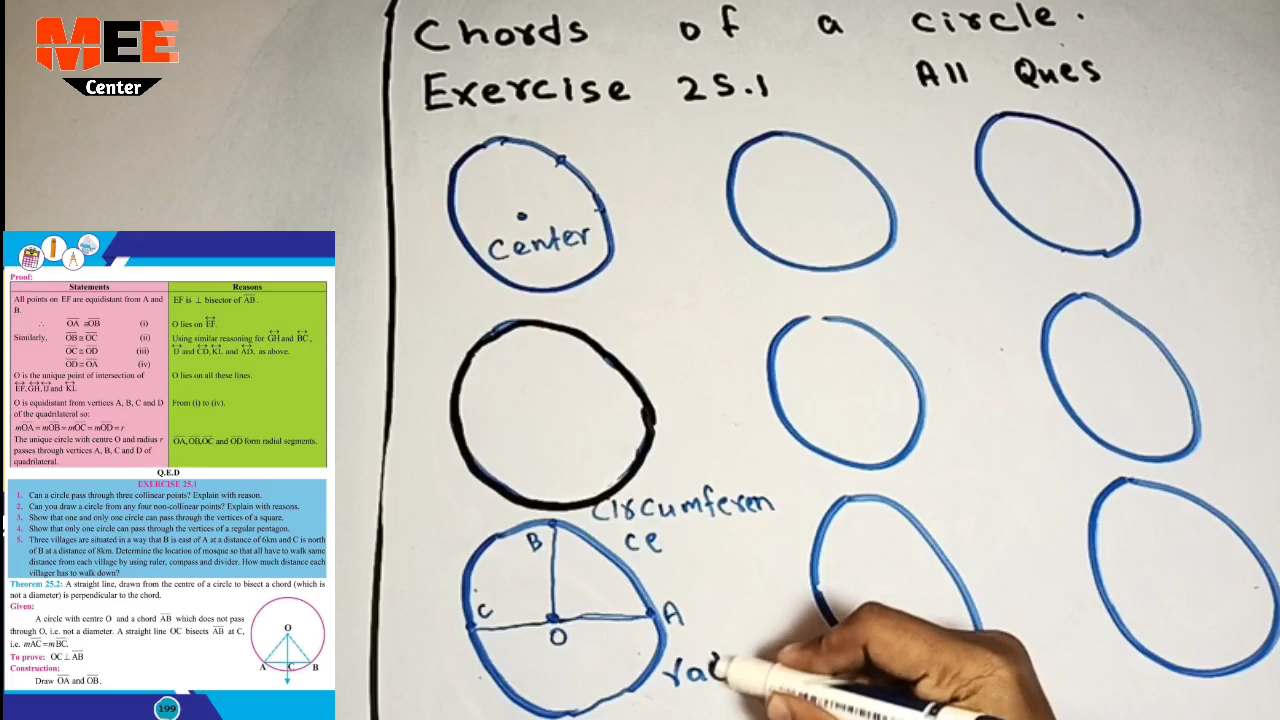 MEE
Center
Chords of a circle.
Exercise 25.1 All Ques
Center
Circumferen
ce
B
C
A
O
Proof:
Statements Reasons
All points on EF are equidistant from A and
B.
EF is ⊥ bisector of AB.
∴ OA ≅ OB (i)
O lies on EF.
Similarly, OB ≅ OC (ii)
OC ≅ OD (iii)
OD ≅ OA (iv)
Using similar reasoning for GH and BC,
IJ and CD, KL and AD, as above.
O is the unique point of intersection of
EF, GH, IJ and KL
O lies on all these lines.
O is equidistant from vertices A, B, C and D
of the quadrilateral so:
From (i) to (iv).
mOA = mOB = mOC = mOD = r
The unique circle with centre O and radius r
passes through vertices A, B, C and D of
quadrilateral.
OA, OB, OC and OD form radial segments.
Q.E.D
EXERCISE 25.1
1. Can a circle pass through three collinear points? Explain with reason.
2. Can you draw a circle from any four non-collinear points? Explain with reasons.
3. Show that one and only one circle can pass through the vertices of a square.
4. Show that only one circle can pass through the vertices of a regular pentagon.
5. Three villages are situated in a way that B is east of A at a distance of 6km and C is north
of B at a distance of 8km. Determine the location of mosque so that all have to walk same
distance from each village by using ruler, compass and divider. How much distance each
villager has to walk down?
Theorem 25.2: A straight line, drawn from the centre of a circle to bisect a chord (which is
not a diameter) is perpendicular to the chord.
Given:
A circle with centre O and a chord AB which does not pass
through O, i.e. not a diameter. A straight line OC bisects AB at C,
i.e. mAC = mBC.
To prove: OC ⊥ AB
Construction:
Draw OA and OB.
O
A C B
199